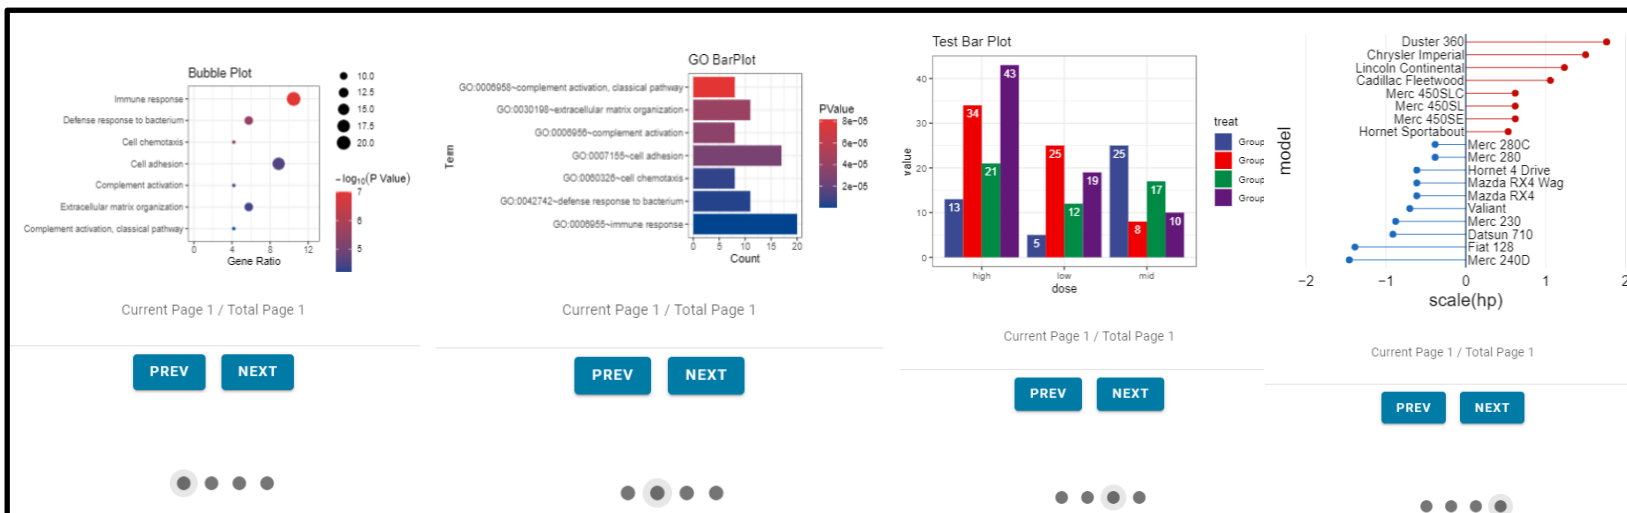 Bubble Plot
Immune response
Defense response to bacterium
Cell chemotaxis
Cell adhesion
Complement activation
Extracellular matrix organization
Complement activation, classical pathway
0 4 8 12
Gene Ratio
10.0
12.5
15.0
17.5
20.0
−log10(P Value)
7
6
5
Current Page 1 / Total Page 1
PREV NEXT
GO BarPlot
Term
GO:0006958~complement activation, classical pathway
GO:0030198~extracellular matrix organization
GO:0006956~complement activation
GO:0007155~cell adhesion
GO:0060326~cell chemotaxis
GO:0042742~defense response to bacterium
GO:0006955~immune response
0 5 10 15 20
Count
PValue
8e−05
6e−05
4e−05
2e−05
Current Page 1 / Total Page 1
PREV NEXT
Test Bar Plot
value
40
30
20
10
0
13 34 21 43
5 25 12 19
25 8 17 10
high low mid
dose
treat
Group
Group
Group
Group
Current Page 1 / Total Page 1
PREV NEXT
model
Duster 360
Chrysler Imperial
Lincoln Continental
Cadillac Fleetwood
Merc 450SLC
Merc 450SL
Merc 450SE
Hornet Sportabout
Merc 280C
Merc 280
Hornet 4 Drive
Mazda RX4 Wag
Mazda RX4
Valiant
Merc 230
Datsun 710
Fiat 128
Merc 240D
−2 −1 0 1 2
scale(hp)
Current Page 1 / Total Page 1
PREV NEXT